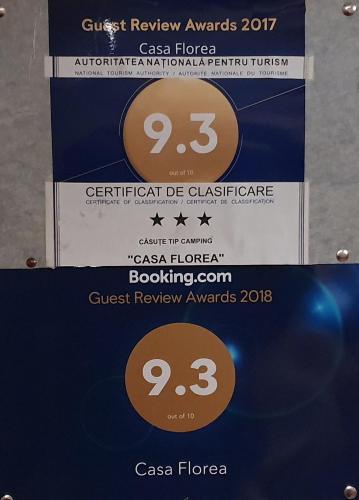 Guest Review Awards 2017
Casa Florea
AUTORITATEA NAȚIONALĂ PENTRU TURISM
NATIONAL TOURISM AUTHORITY / AUTORITE NATIONALE DU TOURISME
9.3
out of 10
CERTIFICAT DE CLASIFICARE
CERTIFICATE OF CLASSIFICATION / CERTIFICAT DE CLASSIFICATION
★ ★ ★
CĂSUȚE TIP CAMPING
"CASA FLOREA"
Booking.com
Guest Review Awards 2018
9.3
out of 10
Casa Florea